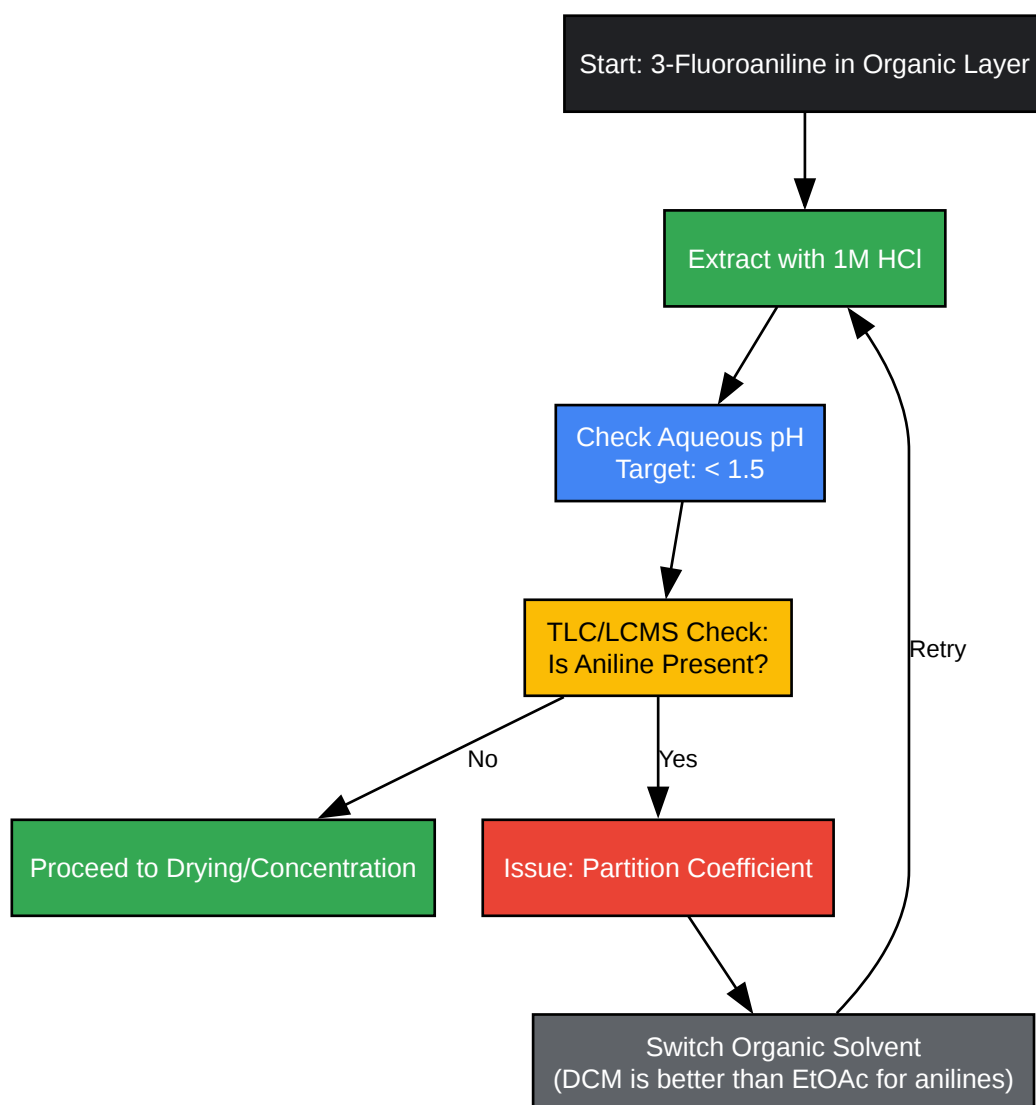 Start: 3-Fluoroaniline in Organic Layer
Extract with 1M HCl
Check Aqueous pH
Target: < 1.5
TLC/LCMS Check:
Is Aniline Present?
Retry
No
Yes
Proceed to Drying/Concentration
Issue: Partition Coefficient
Switch Organic Solvent
(DCM is better than EtOAc for anilines)